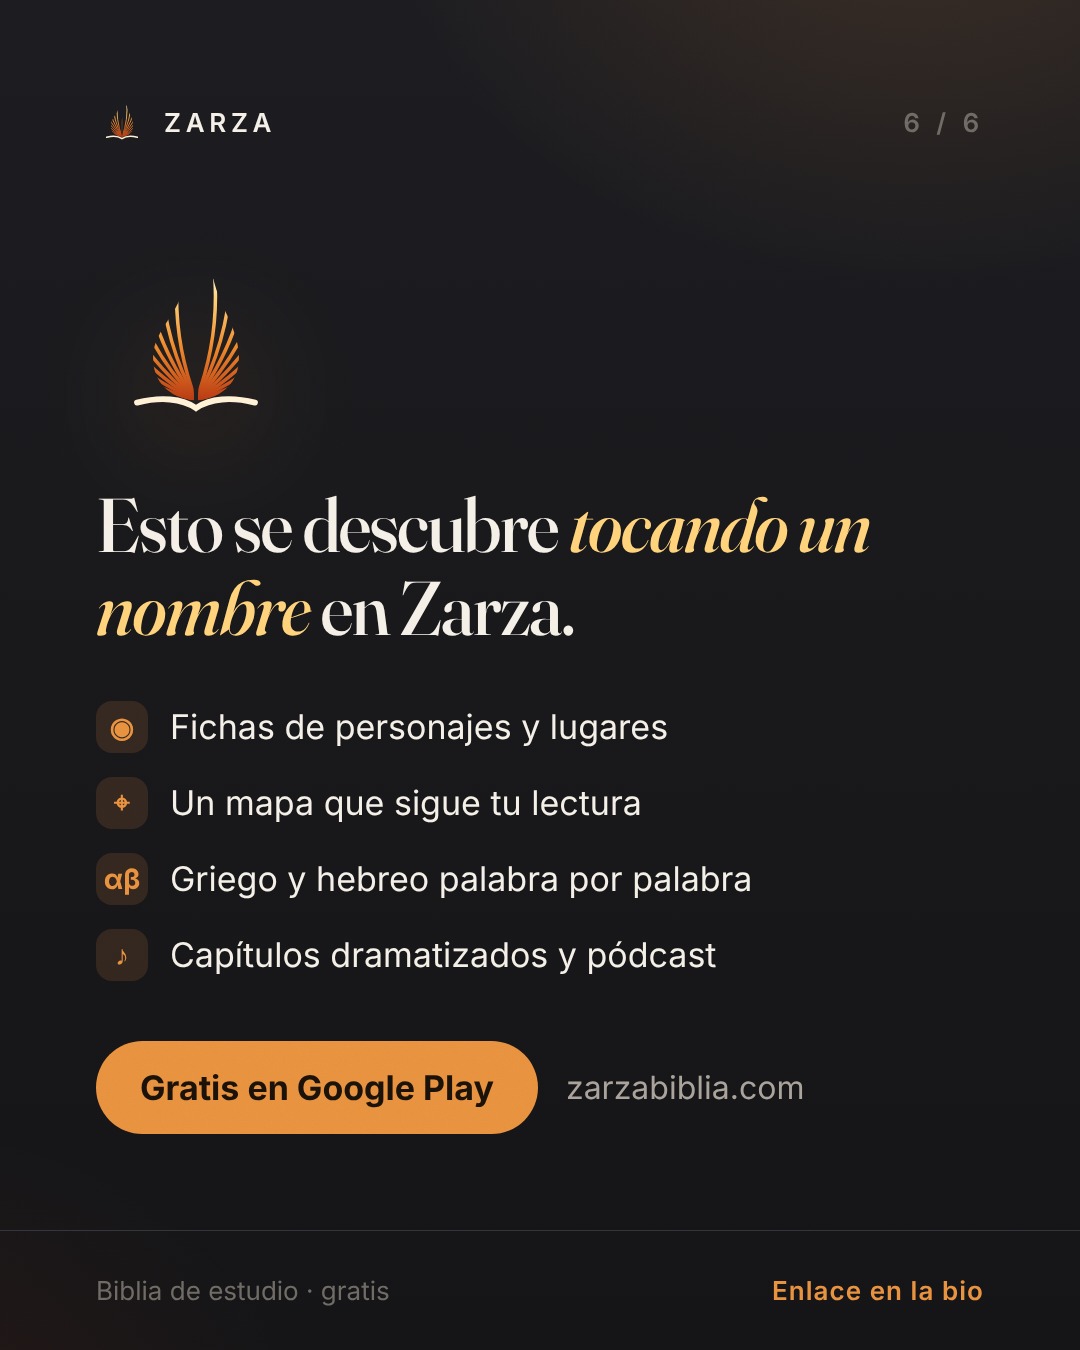 ZARZA
6 / 6
Esto se descubre tocando un
nombre en Zarza.
◉ Fichas de personajes y lugares
⌖ Un mapa que sigue tu lectura
αβ Griego y hebreo palabra por palabra
♪ Capítulos dramatizados y pódcast
Gratis en Google Play
zarzabiblia.com
Biblia de estudio · gratis
Enlace en la bio